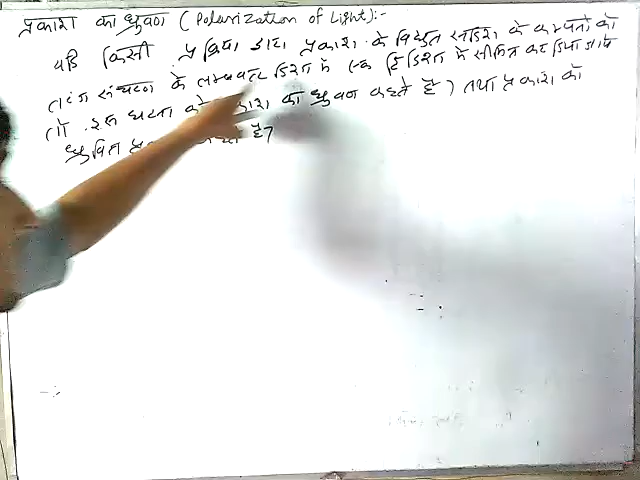 प्रकाश का ध्रुवण (Polarization of Light):-
यदि किसी प्रक्रिया द्वारा प्रकाश के विद्युत सदिश के कम्पनों को
तरंग संचरण के लम्बवत् दिशा में एक ही दिशा में सीमित कर दिया जाये
तो इस घटना को का ध्रुवण कहते हैं। तथा प्रकाश को
ध्रुवित हैं।